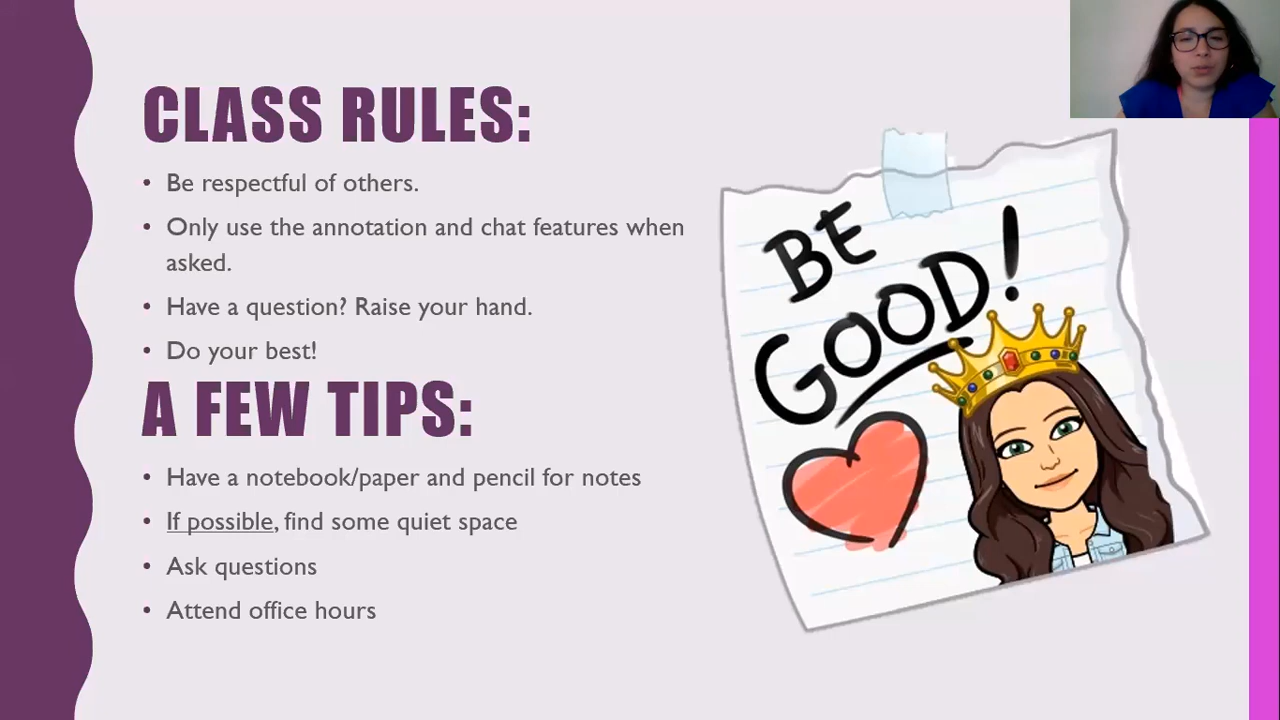 CLASS RULES:
• Be respectful of others.
• Only use the annotation and chat features when
asked.
• Have a question? Raise your hand.
• Do your best!
A FEW TIPS:
• Have a notebook/paper and pencil for notes
• If possible, find some quiet space
• Ask questions
• Attend office hours
BE
GOOD!